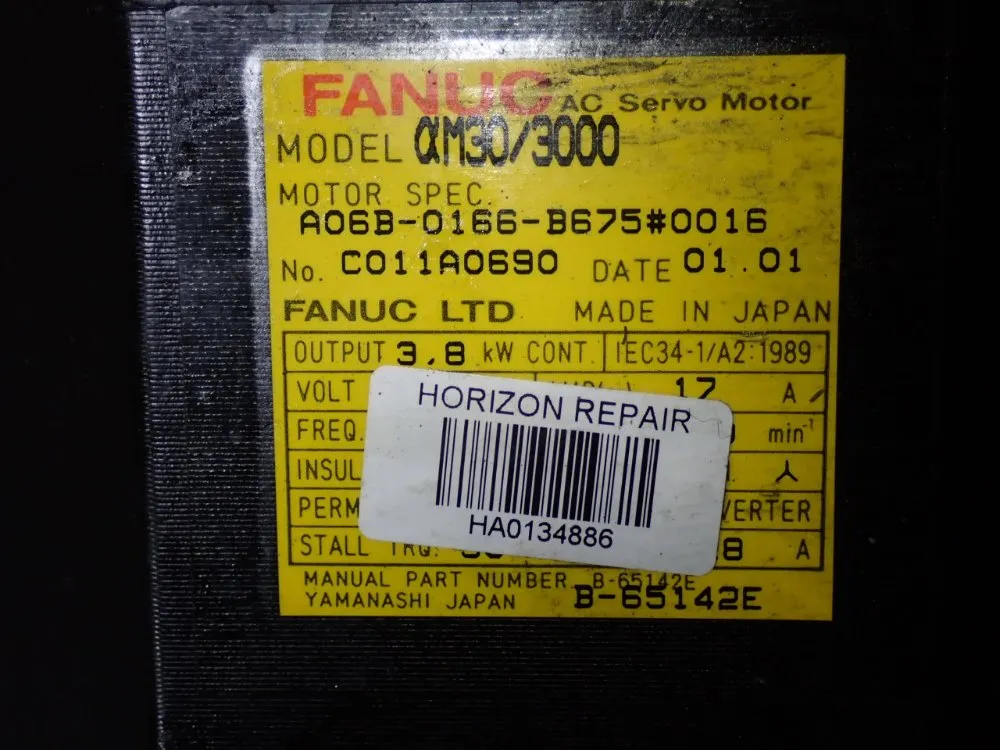 FANUC AC Servo Motor
MODEL αM30/3000
MOTOR SPEC.
A06B-0166-B675#0016
No. C011A0690 DATE 01.01
FANUC LTD MADE IN JAPAN
OUTPUT 3.8 kW CONT. IEC34-1/A2:1989
VOLT 17 A
FREQ. min⁻¹
INSUL
PERM VERTER
STALL TRQ. 8 A
HORIZON REPAIR
HA0134886
MANUAL PART NUMBER B-65142E
YAMANASHI JAPAN B-65142E